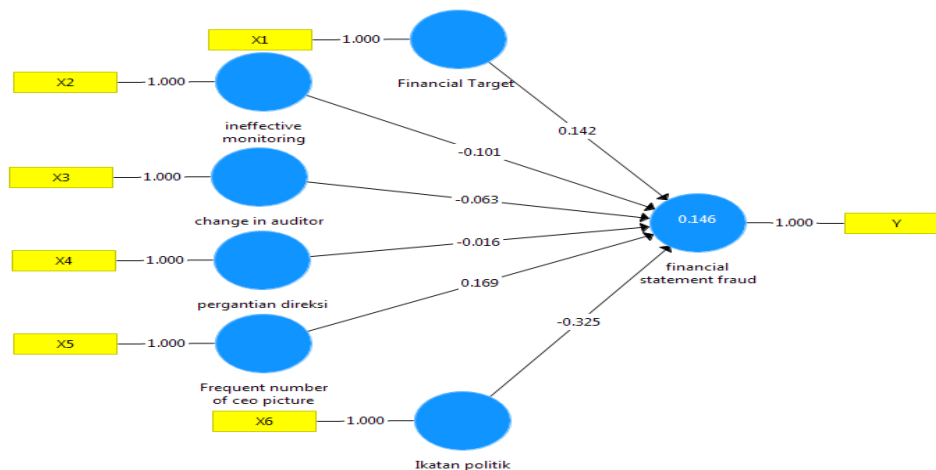 X1
1.000
Financial Target
X2
1.000
ineffective
monitoring
0.142
-0.101
X3
1.000
change in auditor
-0.063
0.146
1.000
Y
financial
statement fraud
X4
1.000
pergantian direksi
-0.016
0.169
X5
1.000
Frequent number
of ceo picture
-0.325
X6
1.000
Ikatan politik